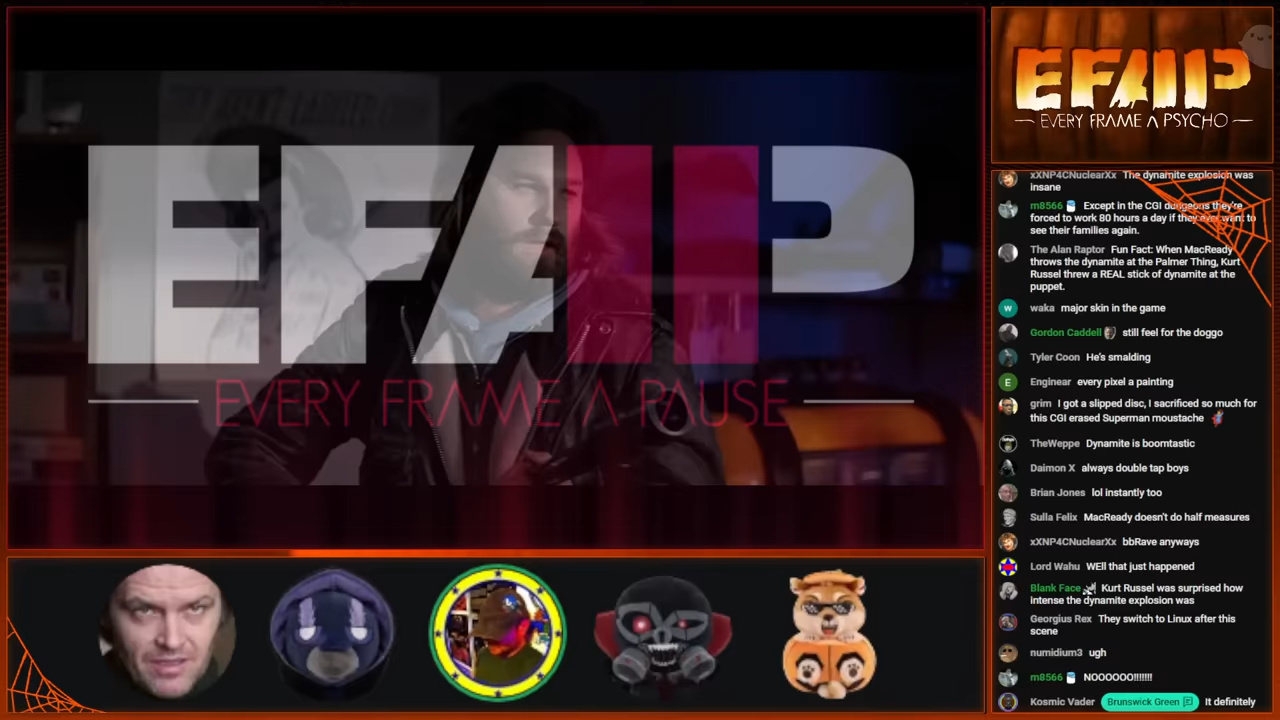 EFAIIP
EVERY FRAME A PAUSE
EFAIIP
EVERY FRAME A PSYCHO
xXNP4CNuclearXx The dynamite explosion was
insane
m8566 Except in the CGI dungeons they're
forced to work 80 hours a day if they ever want to
see their families again.
The Alan Raptor Fun Fact: When MacReady
throws the dynamite at the Palmer Thing, Kurt
Russel threw a REAL stick of dynamite at the
puppet.
w waka major skin in the game
Gordon Caddell still feel for the doggo
Tyler Coon He's smalding
E Enginear every pixel a painting
grim I got a slipped disc, I sacrificed so much for
this CGI erased Superman moustache
TheWeppe Dynamite is boomtastic
Daimon X always double tap boys
Brian Jones lol instantly too
Sulla Felix MacReady doesn't do half measures
xXNP4CNuclearXx bbRave anyways
Lord Wahu WEll that just happened
Blank Face Kurt Russel was surprised how
intense the dynamite explosion was
Georgius Rex They switch to Linux after this
scene
numidium3 ugh
m8566 NOOOOOO!!!!!!!
Kosmic Vader Brunswick Green It definitely